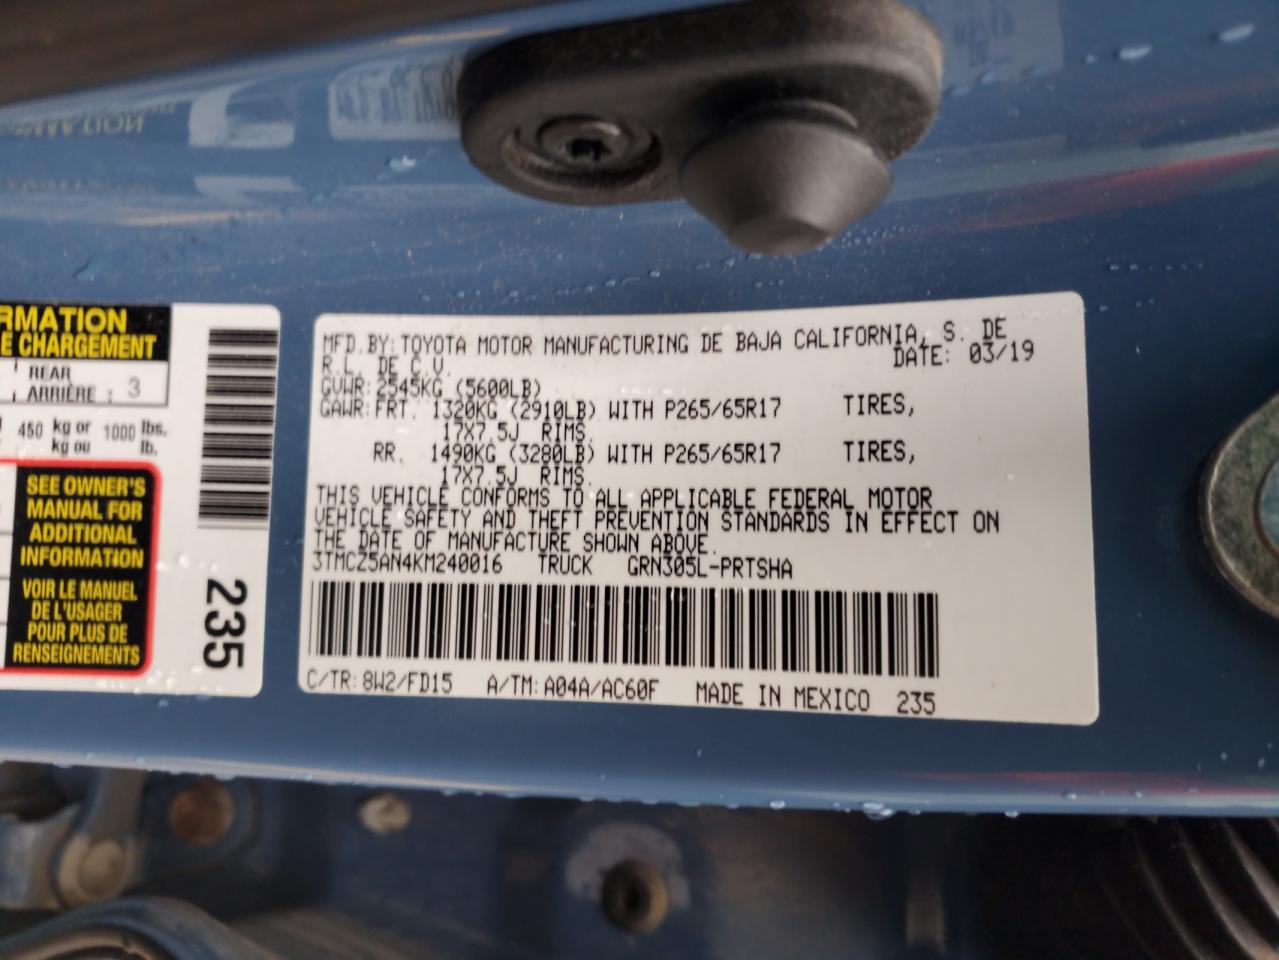 RMATION
E CHARGEMENT
REAR
ARRIÈRE : 3
450 kg or kg ou 1000 lbs. lb.
SEE OWNER'S
MANUAL FOR
ADDITIONAL
INFORMATION
VOIR LE MANUEL
DE L'USAGER
POUR PLUS DE
RENSEIGNEMENTS
235
MFD. BY: TOYOTA MOTOR MANUFACTURING DE BAJA CALIFORNIA, S. DE
R. L. DE C.V. DATE: 03/19
GVWR: 2545KG (5600LB)
GAWR: FRT. 1320KG (2910LB) WITH P265/65R17 TIRES,
17X7.5J RIMS.
RR. 1490KG (3280LB) WITH P265/65R17 TIRES,
17X7.5J RIMS.
THIS VEHICLE CONFORMS TO ALL APPLICABLE FEDERAL MOTOR
VEHICLE SAFETY AND THEFT PREVENTION STANDARDS IN EFFECT ON
THE DATE OF MANUFACTURE SHOWN ABOVE.
3TMCZ5AN4KM240016 TRUCK GRN305L-PRTSHA
C/TR: 8W2/FD15 A/TM: A04A/AC60F MADE IN MEXICO 235